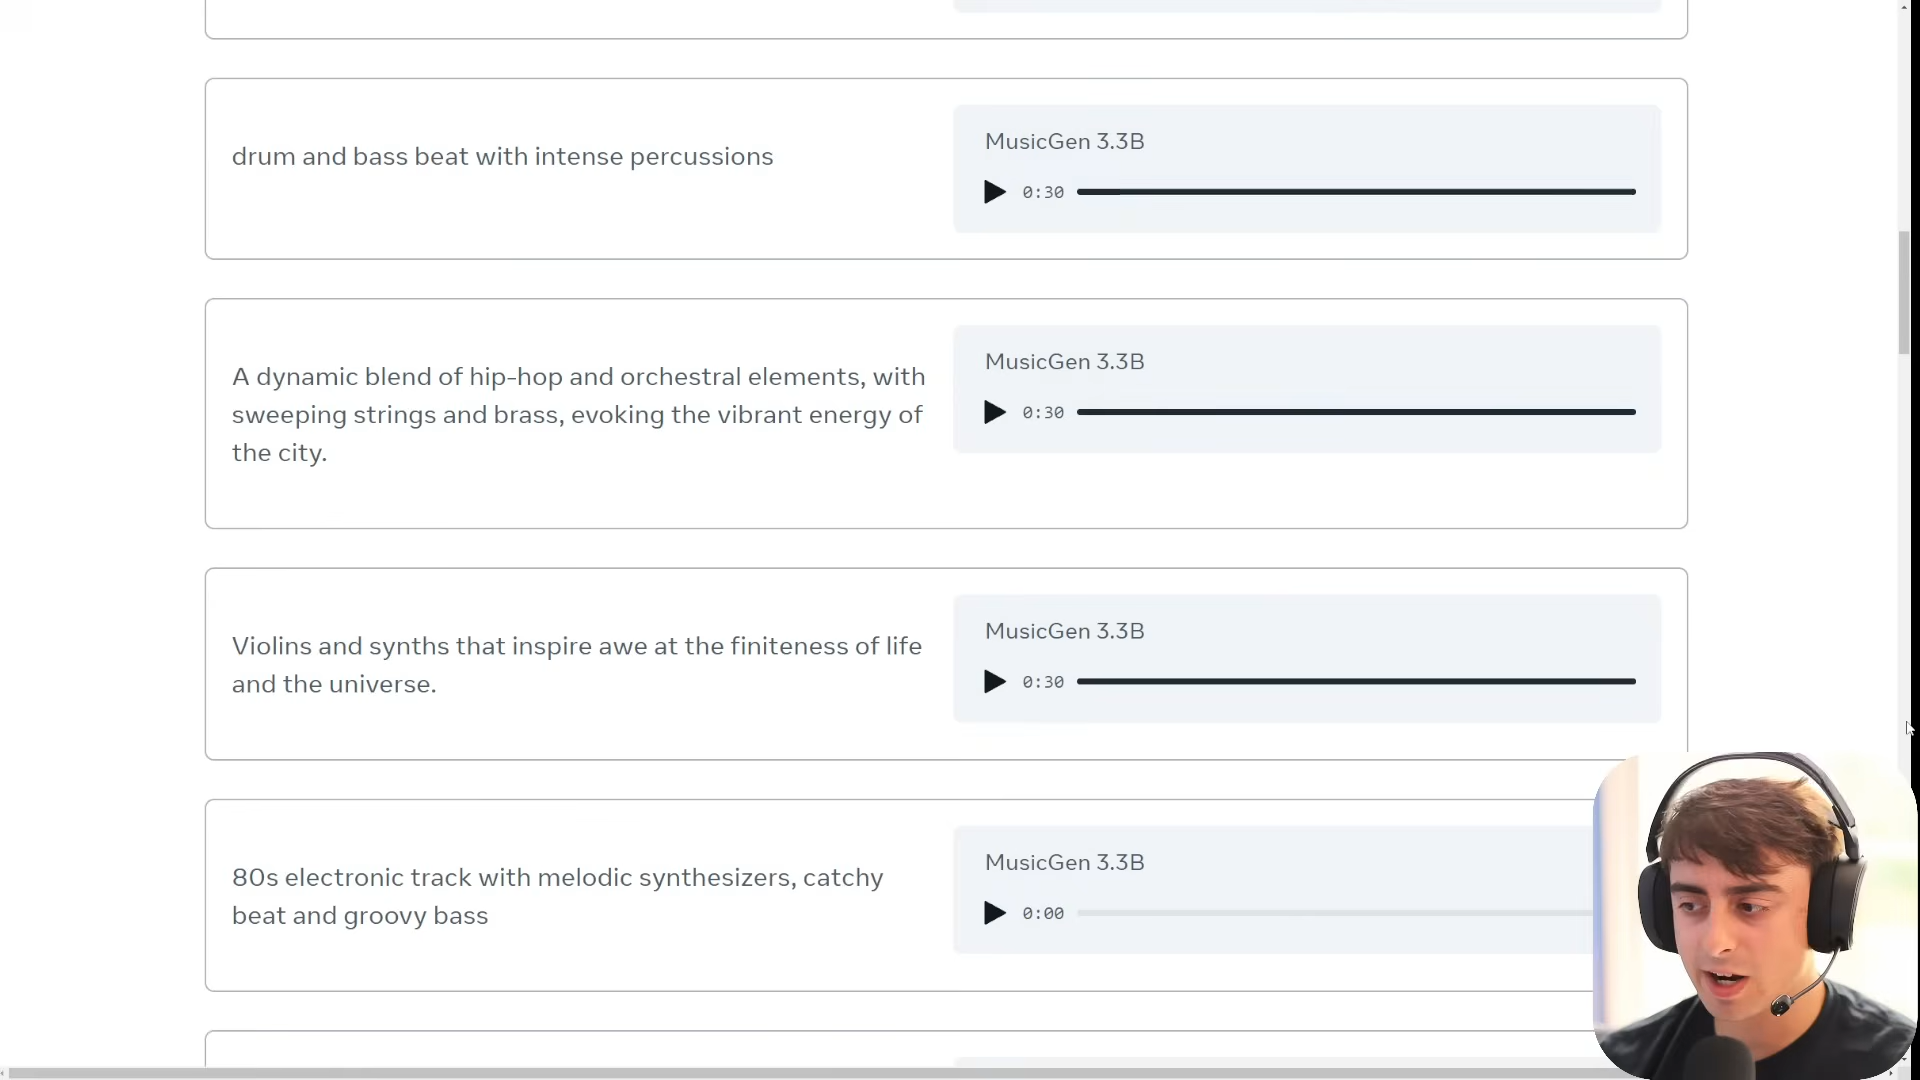 drum and bass beat with intense percussions
MusicGen 3.3B
0:30
A dynamic blend of hip-hop and orchestral elements, with
sweeping strings and brass, evoking the vibrant energy of
the city.
MusicGen 3.3B
0:30
Violins and synths that inspire awe at the finiteness of life
and the universe.
MusicGen 3.3B
0:30
80s electronic track with melodic synthesizers, catchy
beat and groovy bass
MusicGen 3.3B
0:00